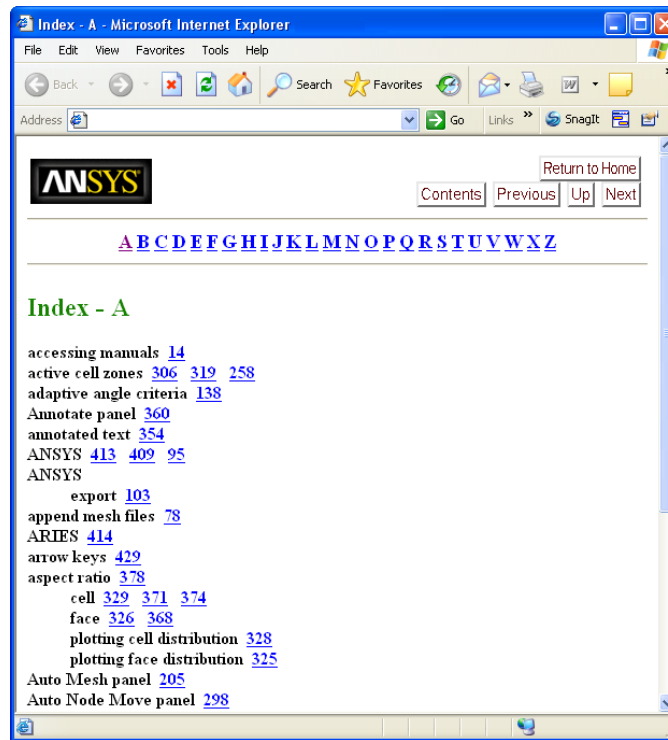 Index - A - Microsoft Internet Explorer
File Edit View Favorites Tools Help
Back Search Favorites
Address Go Links » SnagIt
ANSYS
Return to Home
Contents Previous Up Next
A B C D E F G H I J K L M N O P Q R S T U V W X Z
Index - A
accessing manuals 14
active cell zones 306 319 258
adaptive angle criteria 138
Annotate panel 360
annotated text 354
ANSYS 413 409 95
ANSYS
export 103
append mesh files 78
ARIES 414
arrow keys 429
aspect ratio 378
cell 329 371 374
face 326 368
plotting cell distribution 328
plotting face distribution 325
Auto Mesh panel 205
Auto Node Move panel 298